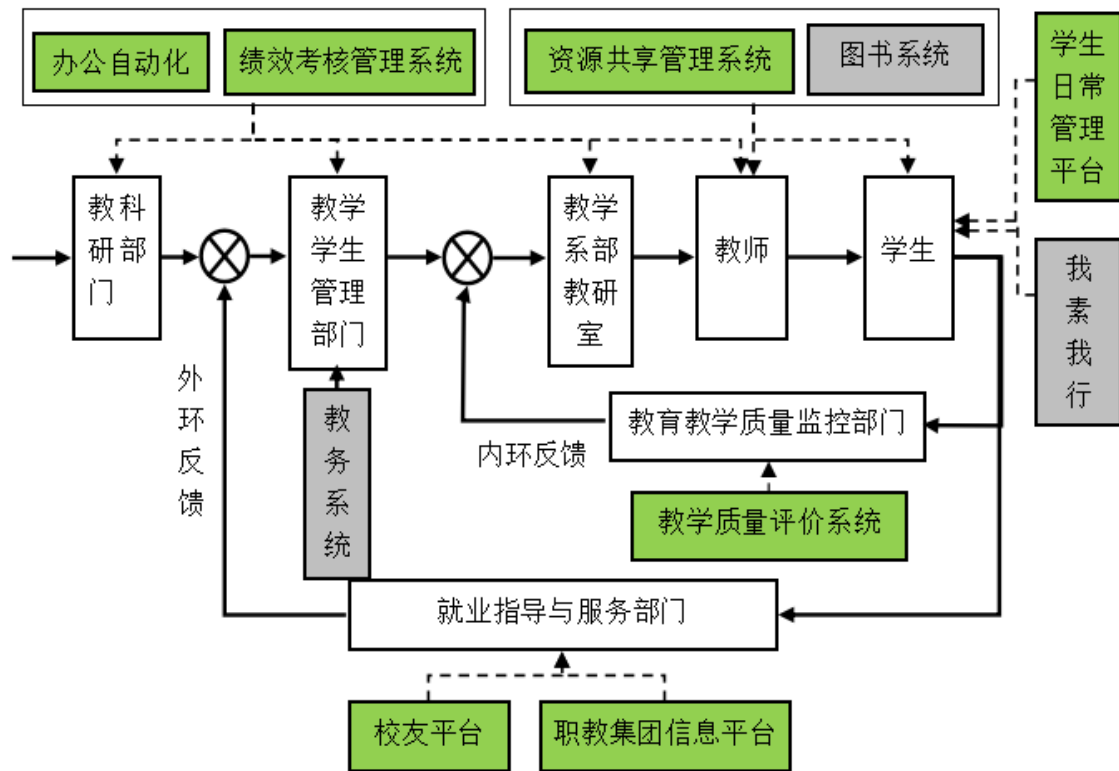 办公自动化
绩效考核管理系统
资源共享管理系统
图书系统
学生
日常
管理
平台
教科
研部
门
教学
学生
管理
部门
教学
系部
教研
室
教师
学生
我
素
我
行
外
环
反
馈
教
务
系
统
内环反馈
教育教学质量监控部门
教学质量评价系统
就业指导与服务部门
校友平台
职教集团信息平台